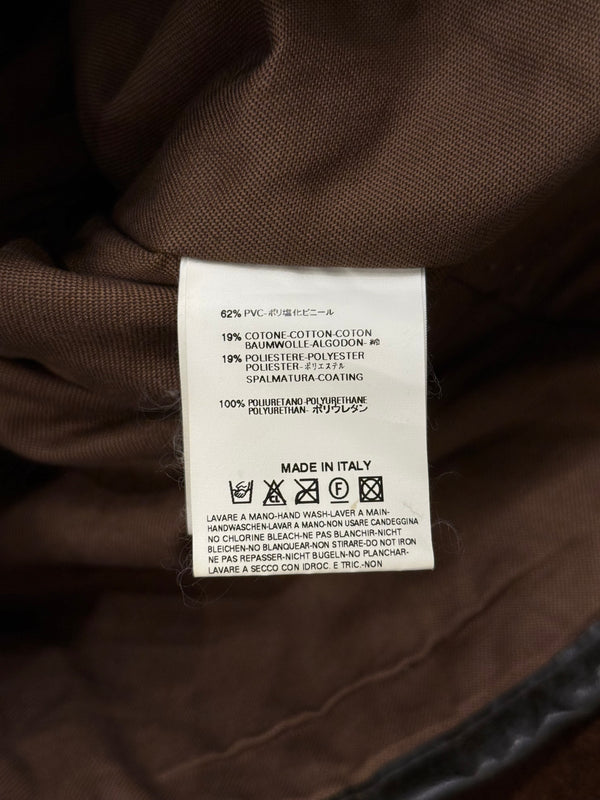 62% PVC-ポリ塩化ビニール
19% COTONE-COTTON-COTON
BAUMWOLLE-ALGODON-綿
19% POLIESTERE-POLYESTER
POLIESTER-ポリエステル
SPALMATURA-COATING
100% POLIURETANO-POLYURETHANE
POLYURETHAN- ポリウレタン
MADE IN ITALY
CL F
LAVARE A MANO-HAND WASH-LAVER A MAIN-
HANDWASCHEN-LAVAR A MANO-NON USARE CANDEGGINA
NO CHLORINE BLEACH-NE PAS BLANCHIR-NICHT
BLEICHEN-NO BLANQUEAR-NON STIRARE-DO NOT IRON
NE PAS REPASSER-NICHT BUGELN-NO PLANCHAR-
LAVARE A SECCO CON IDROC. E TRIC.-NON